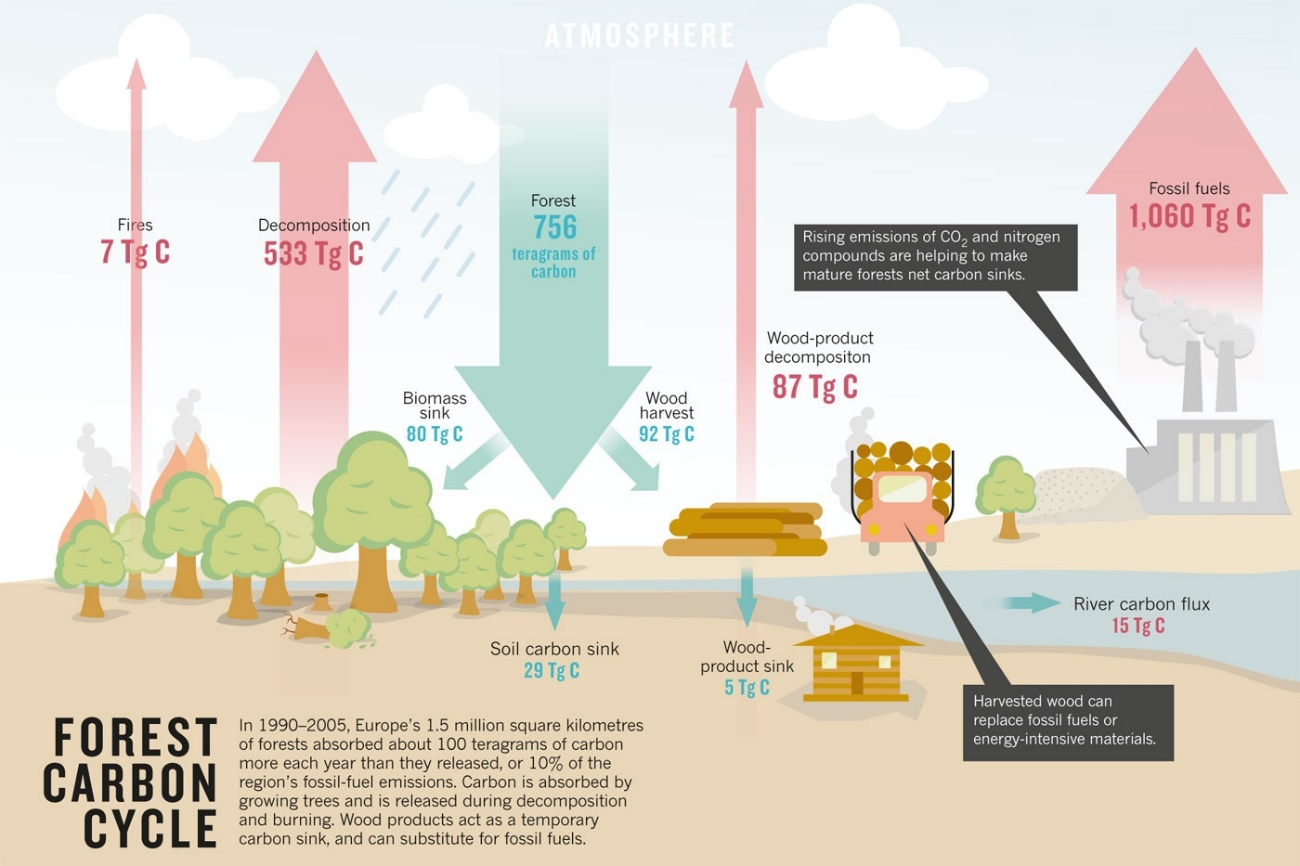 ATMOSPHERE
Fires
7 Tg C
Decomposition
533 Tg C
Forest
756
teragrams of
carbon
Fossil fuels
1,060 Tg C
Rising emissions of CO₂ and nitrogen
compounds are helping to make
mature forests net carbon sinks.
Wood-product
decompositon
87 Tg C
Biomass
sink
80 Tg C
Wood
harvest
92 Tg C
River carbon flux
15 Tg C
Soil carbon sink
29 Tg C
Wood-
product sink
5 Tg C
Harvested wood can
replace fossil fuels or
energy-intensive materials.
FOREST
CARBON
CYCLE
In 1990–2005, Europe’s 1.5 million square kilometres
of forests absorbed about 100 teragrams of carbon
more each year than they released, or 10% of the
region’s fossil-fuel emissions. Carbon is absorbed by
growing trees and is released during decomposition
and burning. Wood products act as a temporary
carbon sink, and can substitute for fossil fuels.